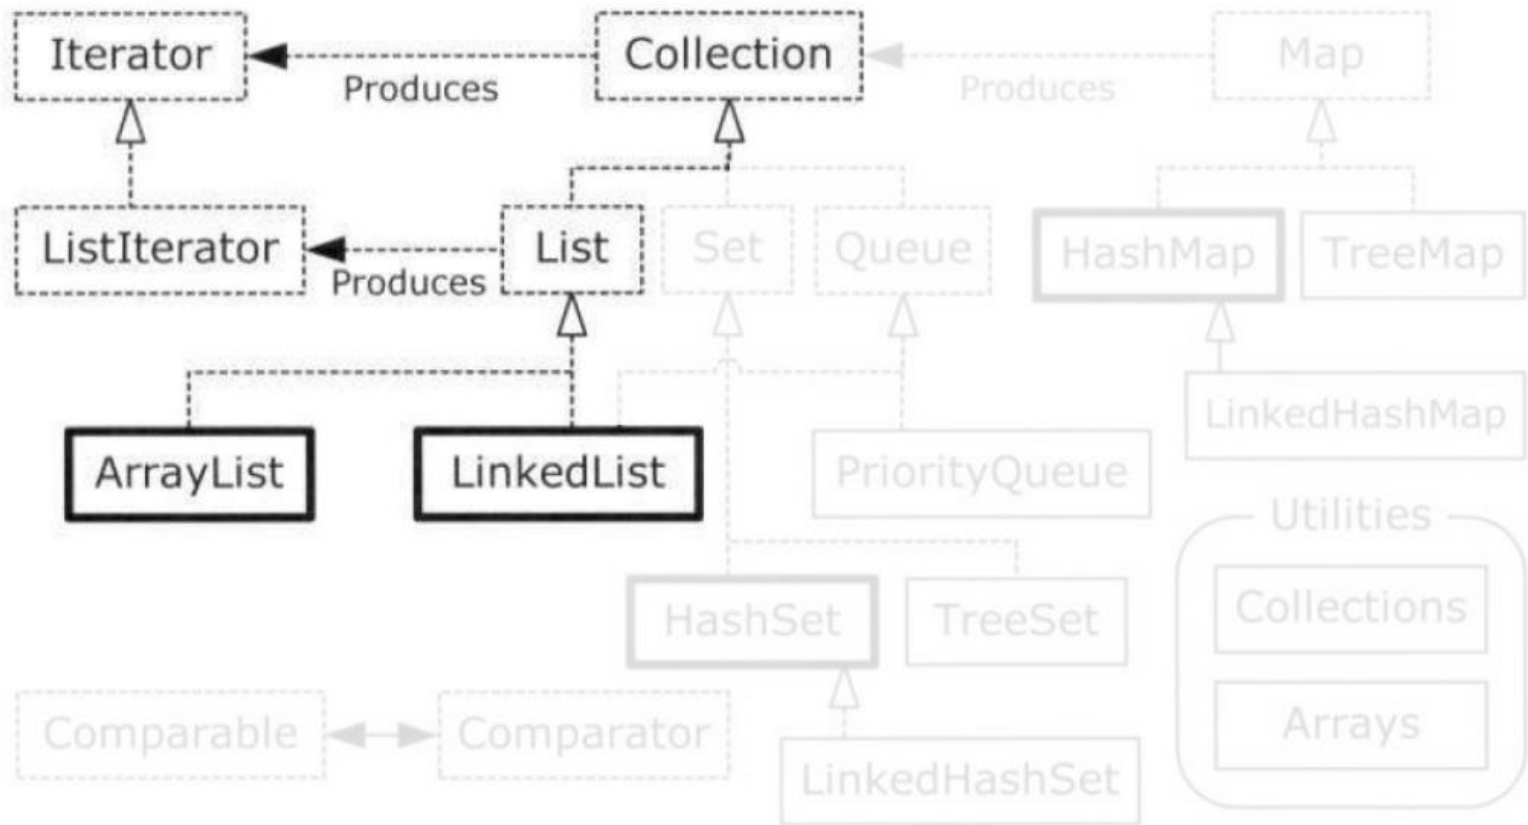 Iterator
Collection
Map
Produces
Produces
ListIterator
List
Set
Queue
HashMap
TreeMap
Produces
LinkedHashMap
ArrayList
LinkedList
PriorityQueue
Utilities
HashSet
TreeSet
Collections
Comparable
Comparator
Arrays
LinkedHashSet